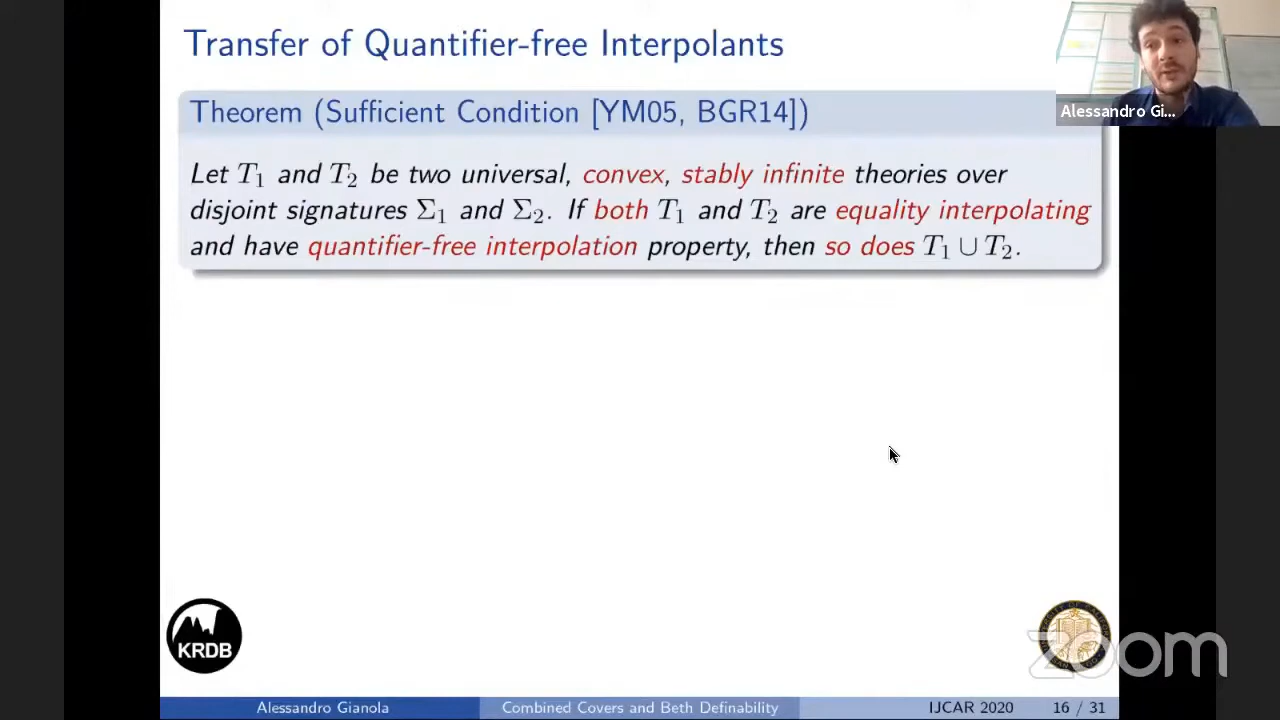 Transfer of Quantifier-free Interpolants
Theorem (Sufficient Condition [YM05, BGR14])
Let T₁ and T₂ be two universal, convex, stably infinite theories over
disjoint signatures Σ₁ and Σ₂. If both T₁ and T₂ are equality interpolating
and have quantifier-free interpolation property, then so does T₁ ∪ T₂.
Alessandro Gi...
KRDB
zoom
Alessandro Gianola
Combined Covers and Beth Definability
IJCAR 2020
16 / 31